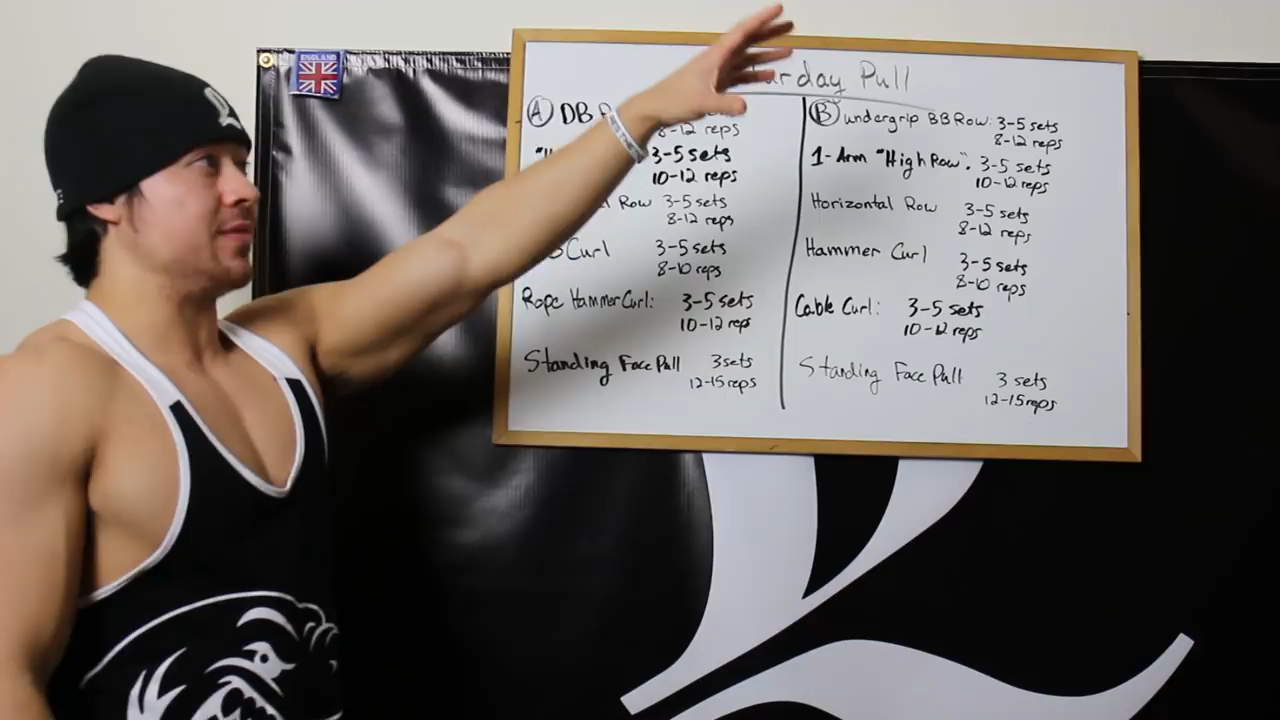 ENGLAND
Pull
A DB
8-12 reps
3-5 sets
10-12 reps
Row 3-5 sets
8-12 reps
Curl 3-5 sets
8-10 reps
Rope Hammer Curl: 3-5 sets
10-12 reps
Standing Face Pull 3 sets
12-15 reps
B undergrip BB Row: 3-5 sets
8-12 reps
1-Arm "High Row": 3-5 sets
10-12 reps
Horizontal Row 3-5 sets
8-12 reps
Hammer Curl 3-5 sets
8-10 reps
Cable Curl: 3-5 sets
10-12 reps
Standing Face Pull 3 sets
12-15 reps